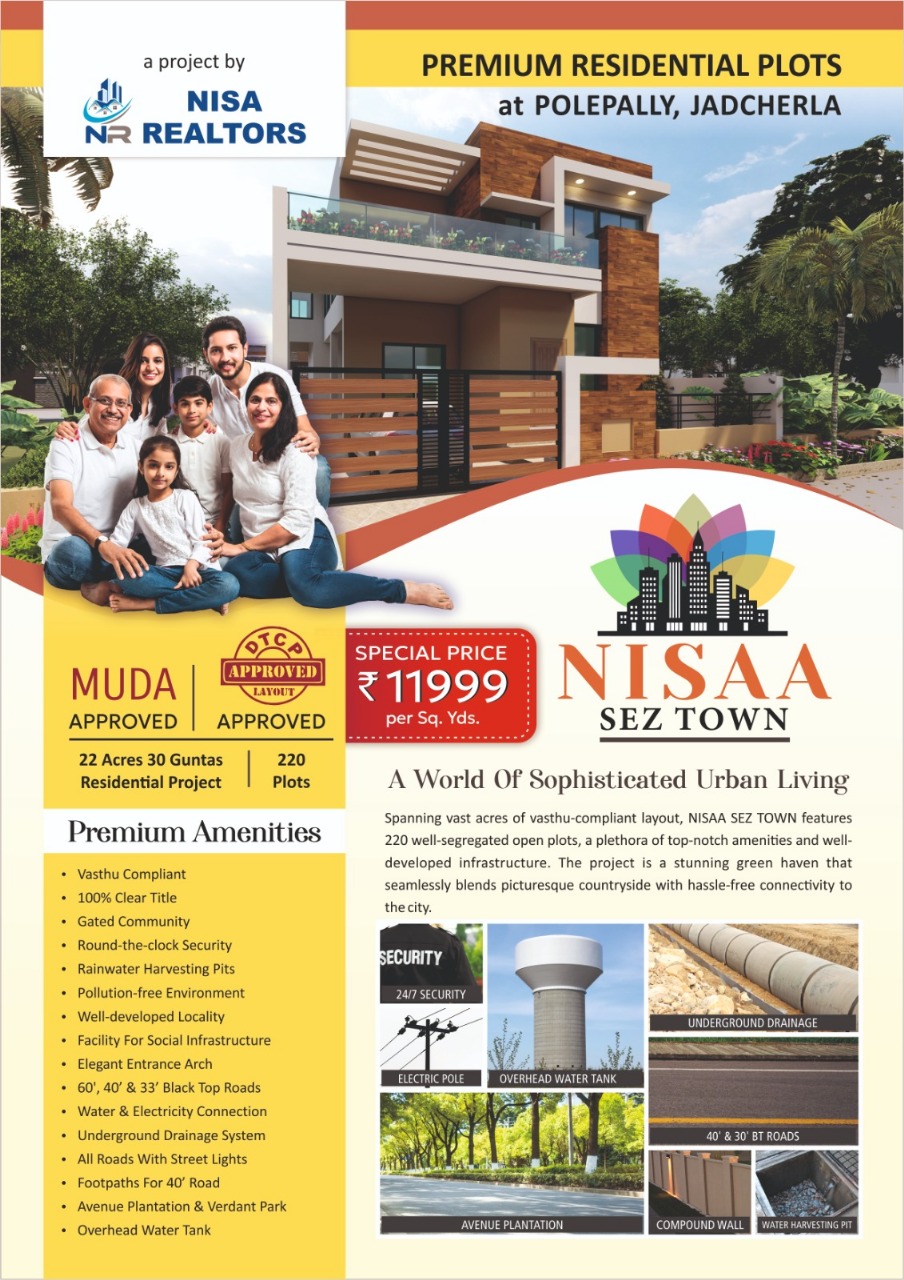 a project by
NISA
NR REALTORS
PREMIUM RESIDENTIAL PLOTS
at POLEPALLY, JADCHERLA
MUDA
APPROVED
DTCP
APPROVED
LAYOUT
APPROVED
22 Acres 30 Guntas
Residential Project
220
Plots
SPECIAL PRICE
₹ 11999
per Sq. Yds.
NISAA
SEZ TOWN
A World Of Sophisticated Urban Living
Spanning vast acres of vasthu-compliant layout, NISAA SEZ TOWN features
220 well-segregated open plots, a plethora of top-notch amenities and well-
developed infrastructure. The project is a stunning green haven that
seamlessly blends picturesque countryside with hassle-free connectivity to
the city.
Premium Amenities
• Vasthu Compliant
• 100% Clear Title
• Gated Community
• Round-the-clock Security
• Rainwater Harvesting Pits
• Pollution-free Environment
• Well-developed Locality
• Facility For Social Infrastructure
• Elegant Entrance Arch
• 60', 40’ & 33’ Black Top Roads
• Water & Electricity Connection
• Underground Drainage System
• All Roads With Street Lights
• Footpaths For 40’ Road
• Avenue Plantation & Verdant Park
• Overhead Water Tank
SECURITY
24/7 SECURITY
ELECTRIC POLE
OVERHEAD WATER TANK
UNDERGROUND DRAINAGE
40' & 30' BT ROADS
AVENUE PLANTATION
COMPOUND WALL
WATER HARVESTING PIT